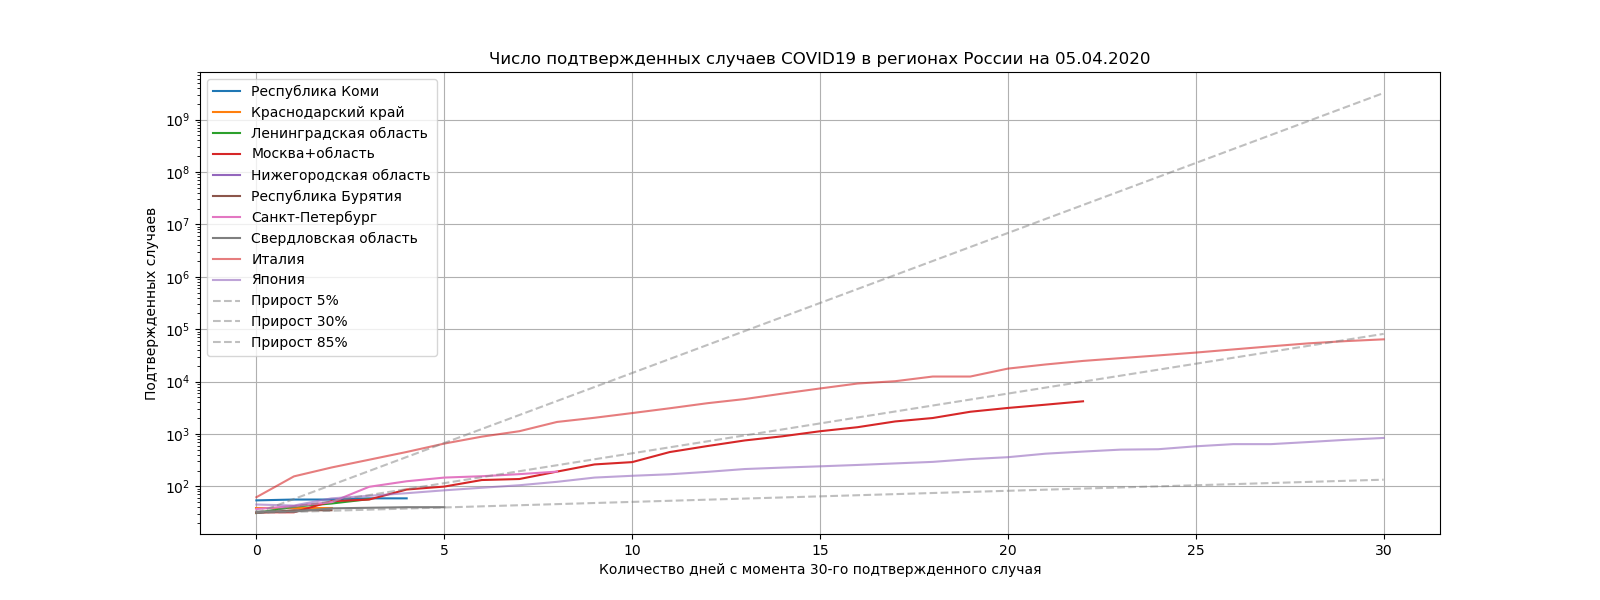 Число подтвержденных случаев COVID19 в регионах России на 05.04.2020
Республика Коми
Краснодарский край
Ленинградская область
Москва+область
Нижегородская область
Республика Бурятия
Санкт-Петербург
Свердловская область
Италия
Япония
Прирост 5%
Прирост 30%
Прирост 85%
Подтвержденных случаев
10⁹
10⁸
10⁷
10⁶
10⁵
10⁴
10³
10²
0 5 10 15 20 25 30
Количество дней с момента 30-го подтвержденного случая